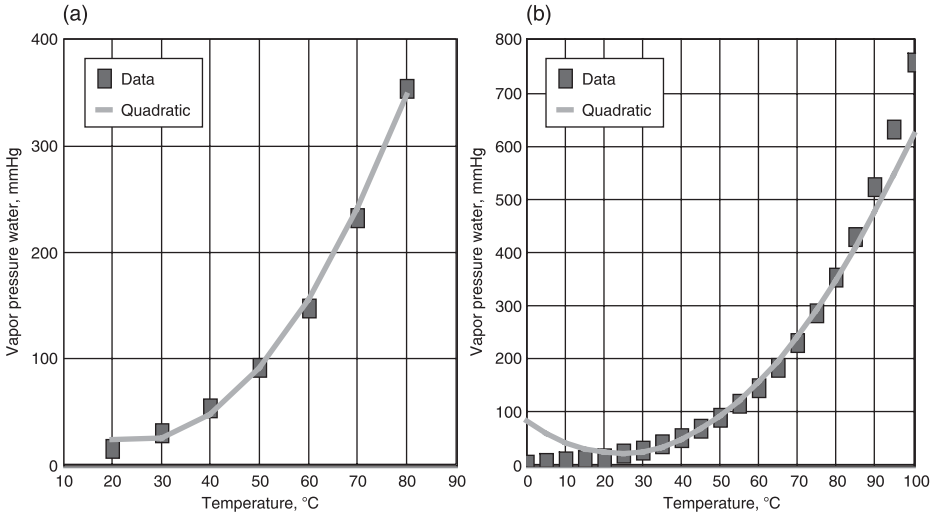 (a)
400
300
200
100
0
Vapor pressure water, mmHg
Data
Quadratic
10 20 30 40 50 60 70 80 90
Temperature, °C
(b)
800
700
600
500
400
300
200
100
0
Vapor pressure water, mmHg
Data
Quadratic
0 10 20 30 40 50 60 70 80 90 100
Temperature, °C